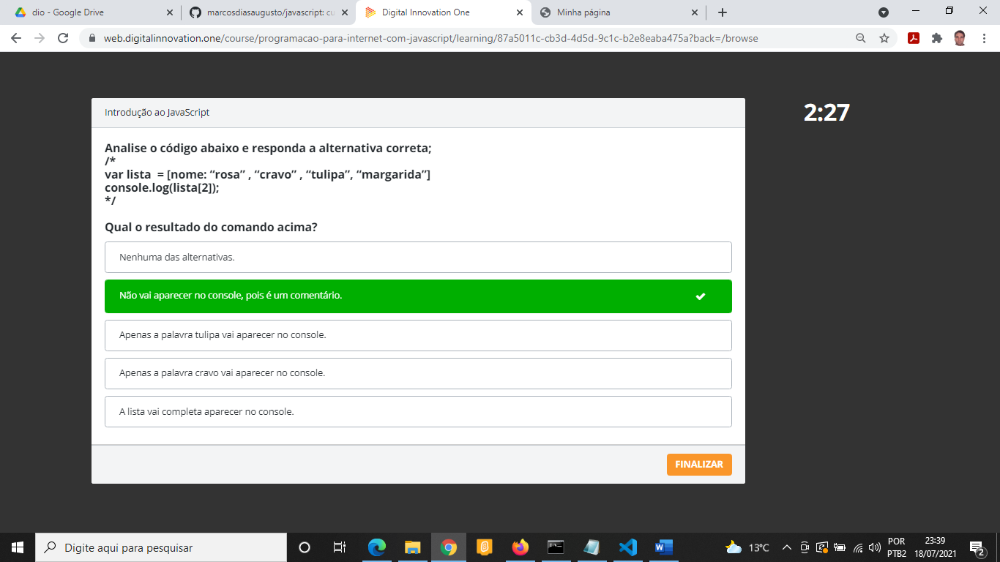 dio - Google Drive
marcosdiasaugusto/javascript: cu
Digital Innovation One
Minha página
web.digitalinnovation.one/course/programacao-para-internet-com-javascript/learning/87a5011c-cb3d-4d5d-9c1c-b2e8eaba475a?back=/browse
Introdução ao JavaScript
2:27
Analise o código abaixo e responda a alternativa correta;
/*
var lista = [nome: “rosa” , “cravo” , “tulipa”, “margarida”]
console.log(lista[2]);
*/
Qual o resultado do comando acima?
Nenhuma das alternativas.
Não vai aparecer no console, pois é um comentário.
Apenas a palavra tulipa vai aparecer no console.
Apenas a palavra cravo vai aparecer no console.
A lista vai completa aparecer no console.
FINALIZAR
Digite aqui para pesquisar
13°C
POR
PTB2
23:39
18/07/2021
2